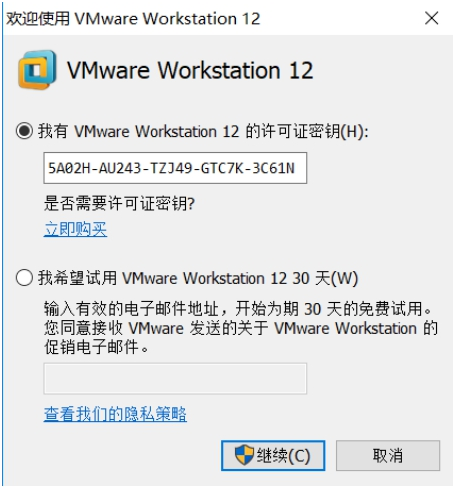 欢迎使用 VMware Workstation 12
VMware Workstation 12
我有 VMware Workstation 12 的许可证密钥(H):
5A02H-AU243-TZJ49-GTC7K-3C61N
是否需要许可证密钥?
立即购买
我希望试用 VMware Workstation 12 30 天(W)
输入有效的电子邮件地址，开始为期 30 天的免费试用。
您同意接收 VMware 发送的关于 VMware Workstation 的
促销电子邮件。
查看我们的隐私策略
继续(C)
取消